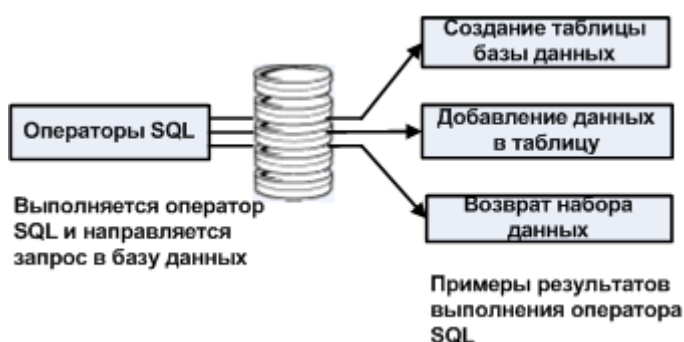 Создание таблицы
базы данных
Операторы SQL
Добавление данных
в таблицу
Выполняется оператор
SQL и направляется
запрос в базу данных
Возврат набора
данных
Примеры результатов
выполнения оператора
SQL